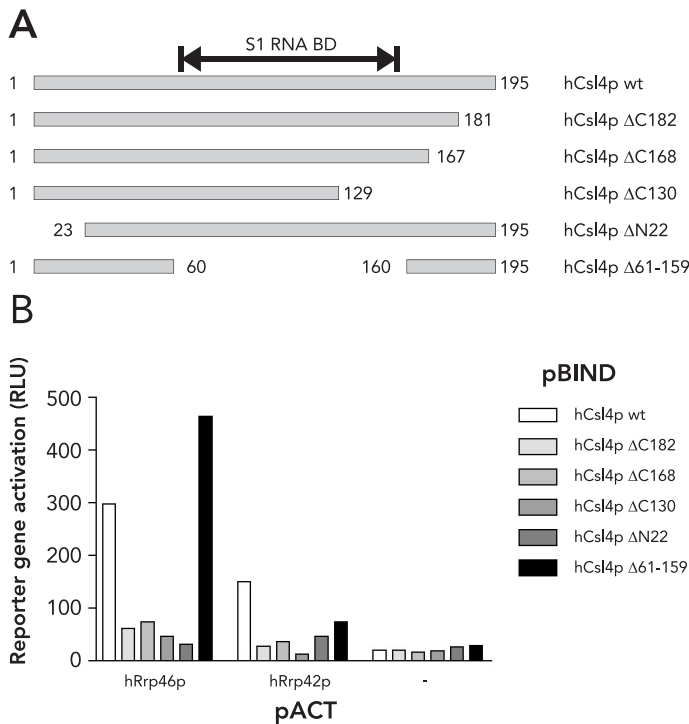 A
S1 RNA BD
1 195 hCsl4p wt
1 181 hCsl4p ΔC182
1 167 hCsl4p ΔC168
1 129 hCsl4p ΔC130
23 195 hCsl4p ΔN22
1 60 160 195 hCsl4p Δ61-159
B
Reporter gene activation (RLU)
500
400
300
200
100
0
hRrp46p hRrp42p -
pACT
pBIND
hCsl4p wt
hCsl4p ΔC182
hCsl4p ΔC168
hCsl4p ΔC130
hCsl4p ΔN22
hCsl4p Δ61-159